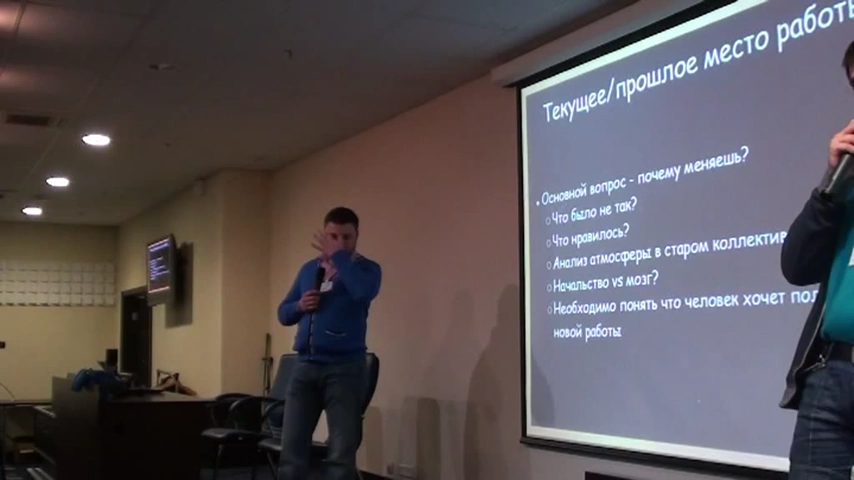 Текущее/прошлое место работы
Основной вопрос - почему меняешь?
Что было не так?
Что нравилось?
Анализ атмосферы в старом
Начальство vs мозг?
Необходимо понять что человек хочет
новой работы